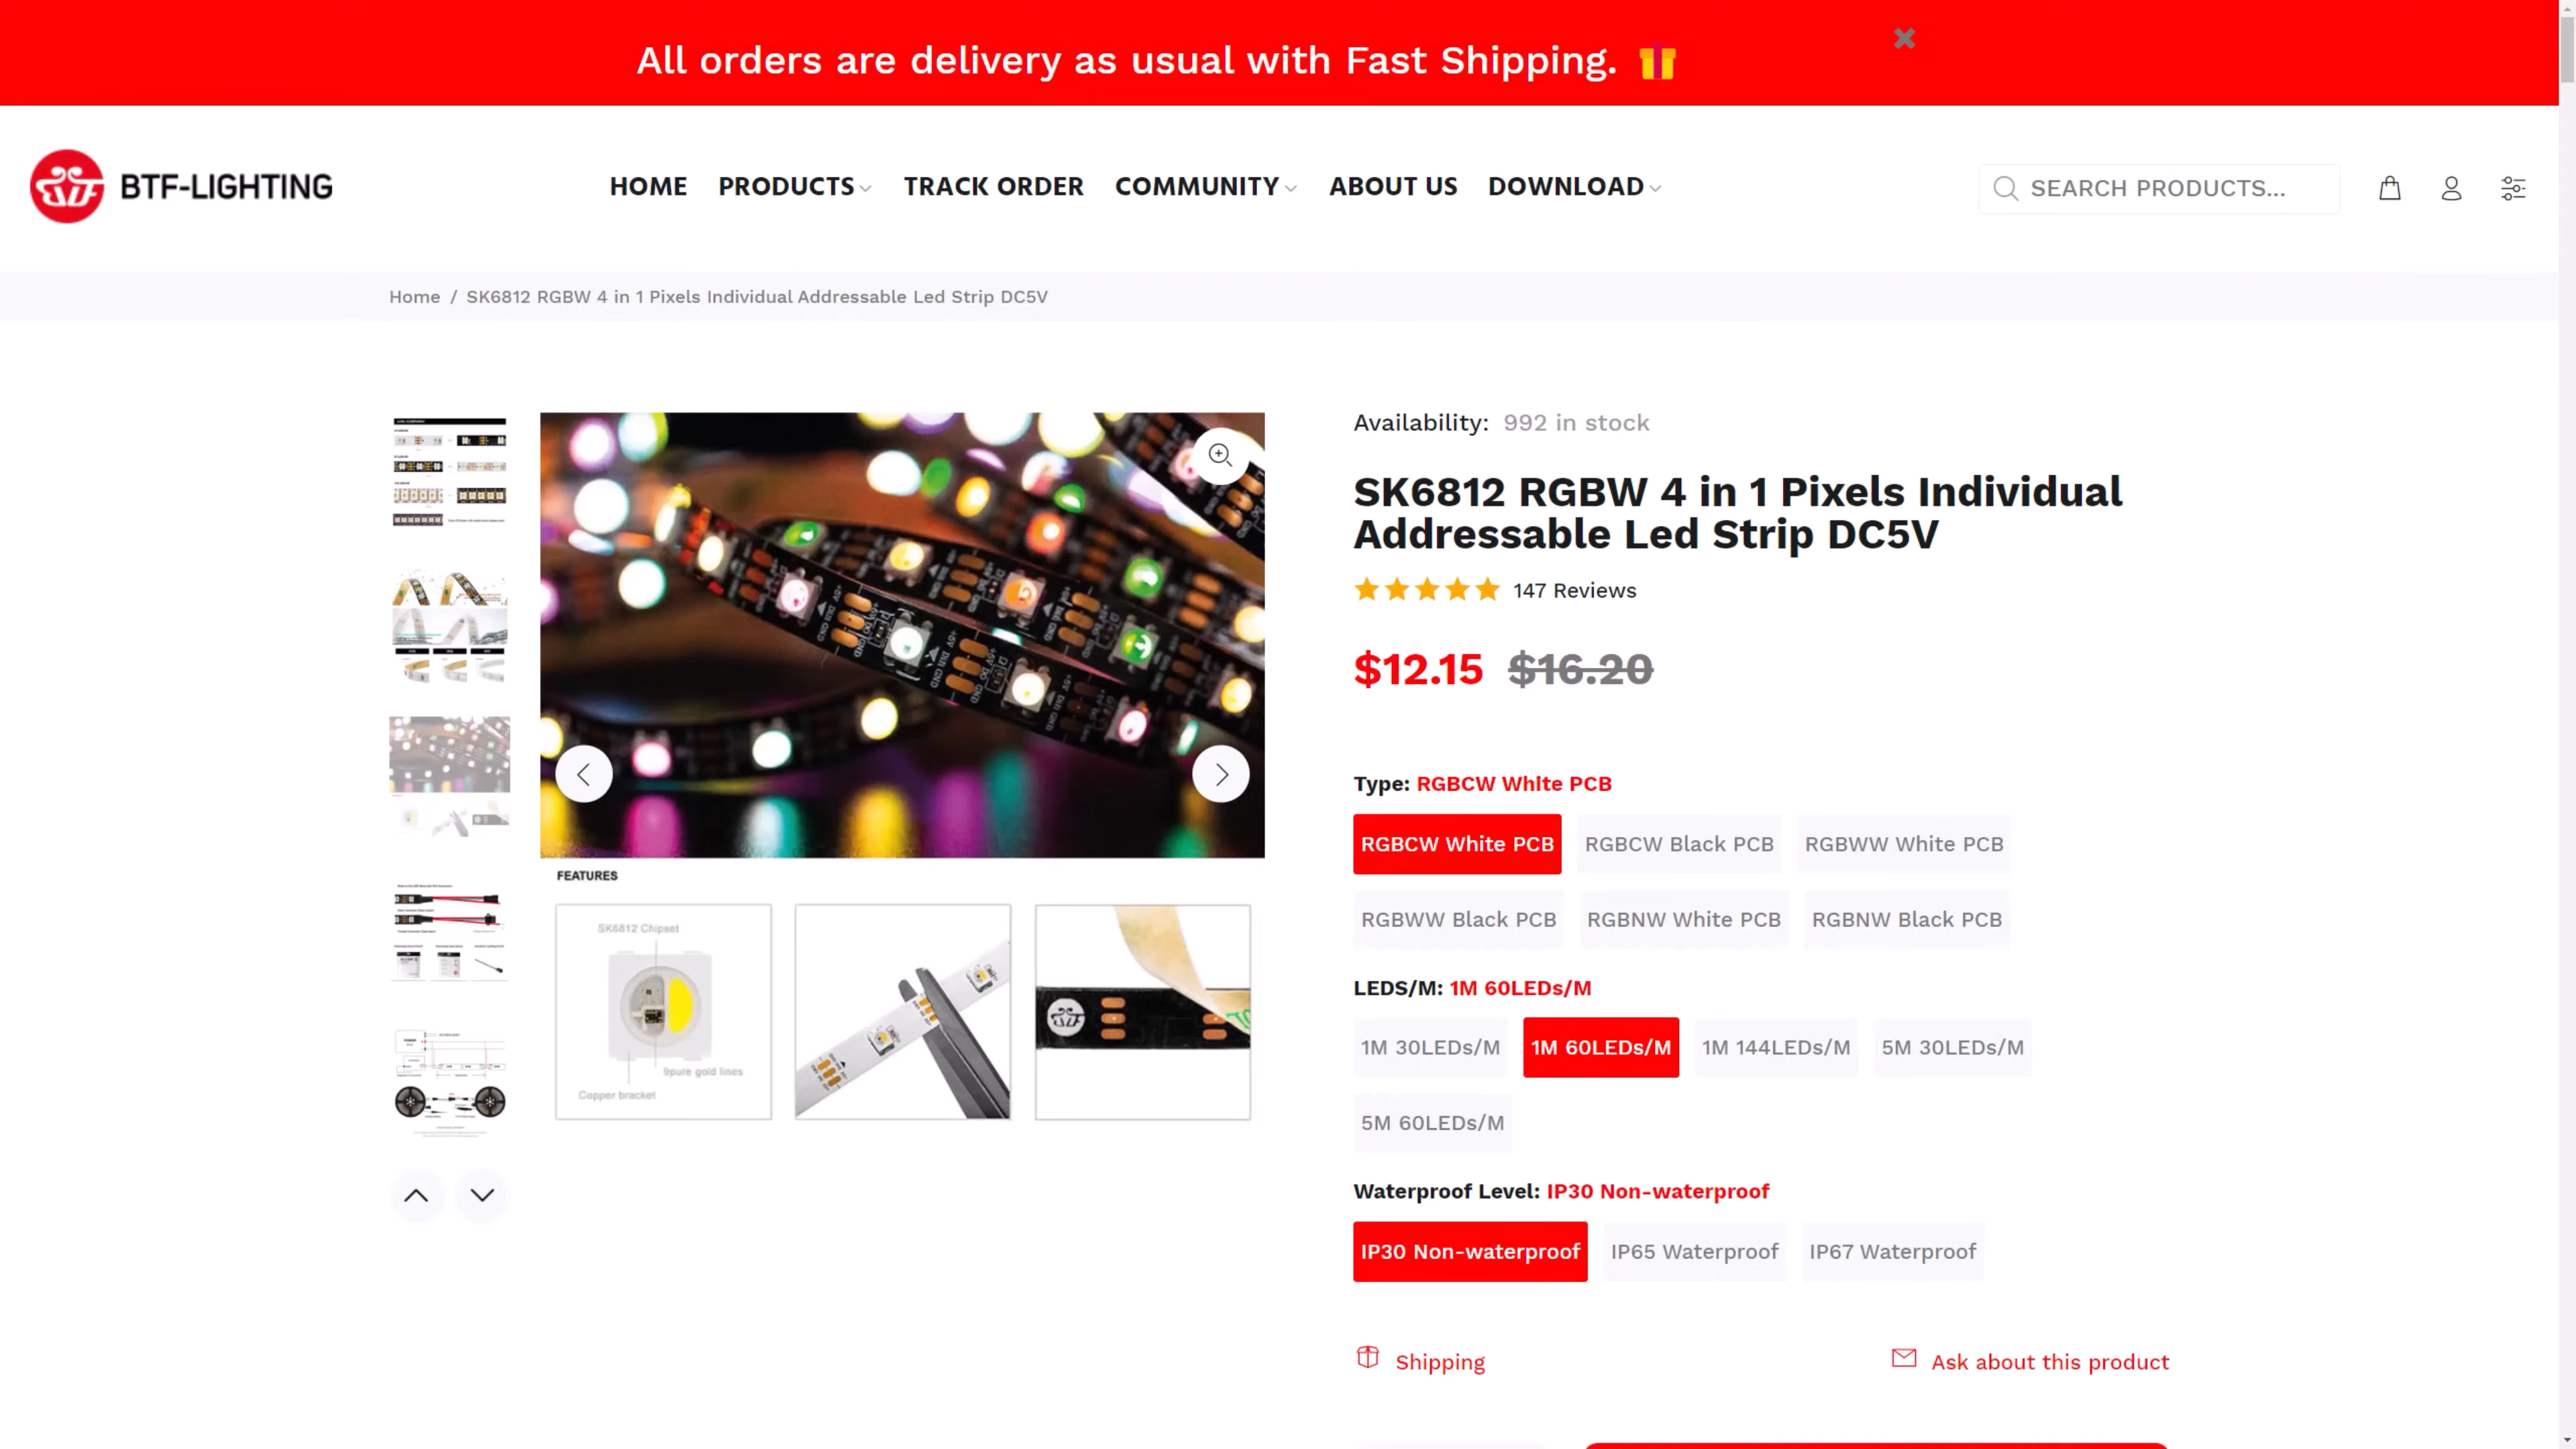 All orders are delivery as usual with Fast Shipping.
BTF-LIGHTING
HOME PRODUCTS TRACK ORDER COMMUNITY ABOUT US DOWNLOAD
SEARCH PRODUCTS...
Home / SK6812 RGBW 4 in 1 Pixels Individual Addressable Led Strip DC5V
Availability: 992 in stock
SK6812 RGBW 4 in 1 Pixels Individual
Addressable Led Strip DC5V
147 Reviews
$12.15 $16.20
Type: RGBCW White PCB
RGBCW White PCB RGBCW Black PCB RGBWW White PCB
RGBWW Black PCB RGBNW White PCB RGBNW Black PCB
LEDS/M: 1M 60LEDs/M
1M 30LEDs/M 1M 60LEDs/M 1M 144LEDs/M 5M 30LEDs/M
5M 60LEDs/M
Waterproof Level: IP30 Non-waterproof
IP30 Non-waterproof IP65 Waterproof IP67 Waterproof
Shipping
Ask about this product
FEATURES
SK6812 Chipset
9pure gold lines
Copper bracket